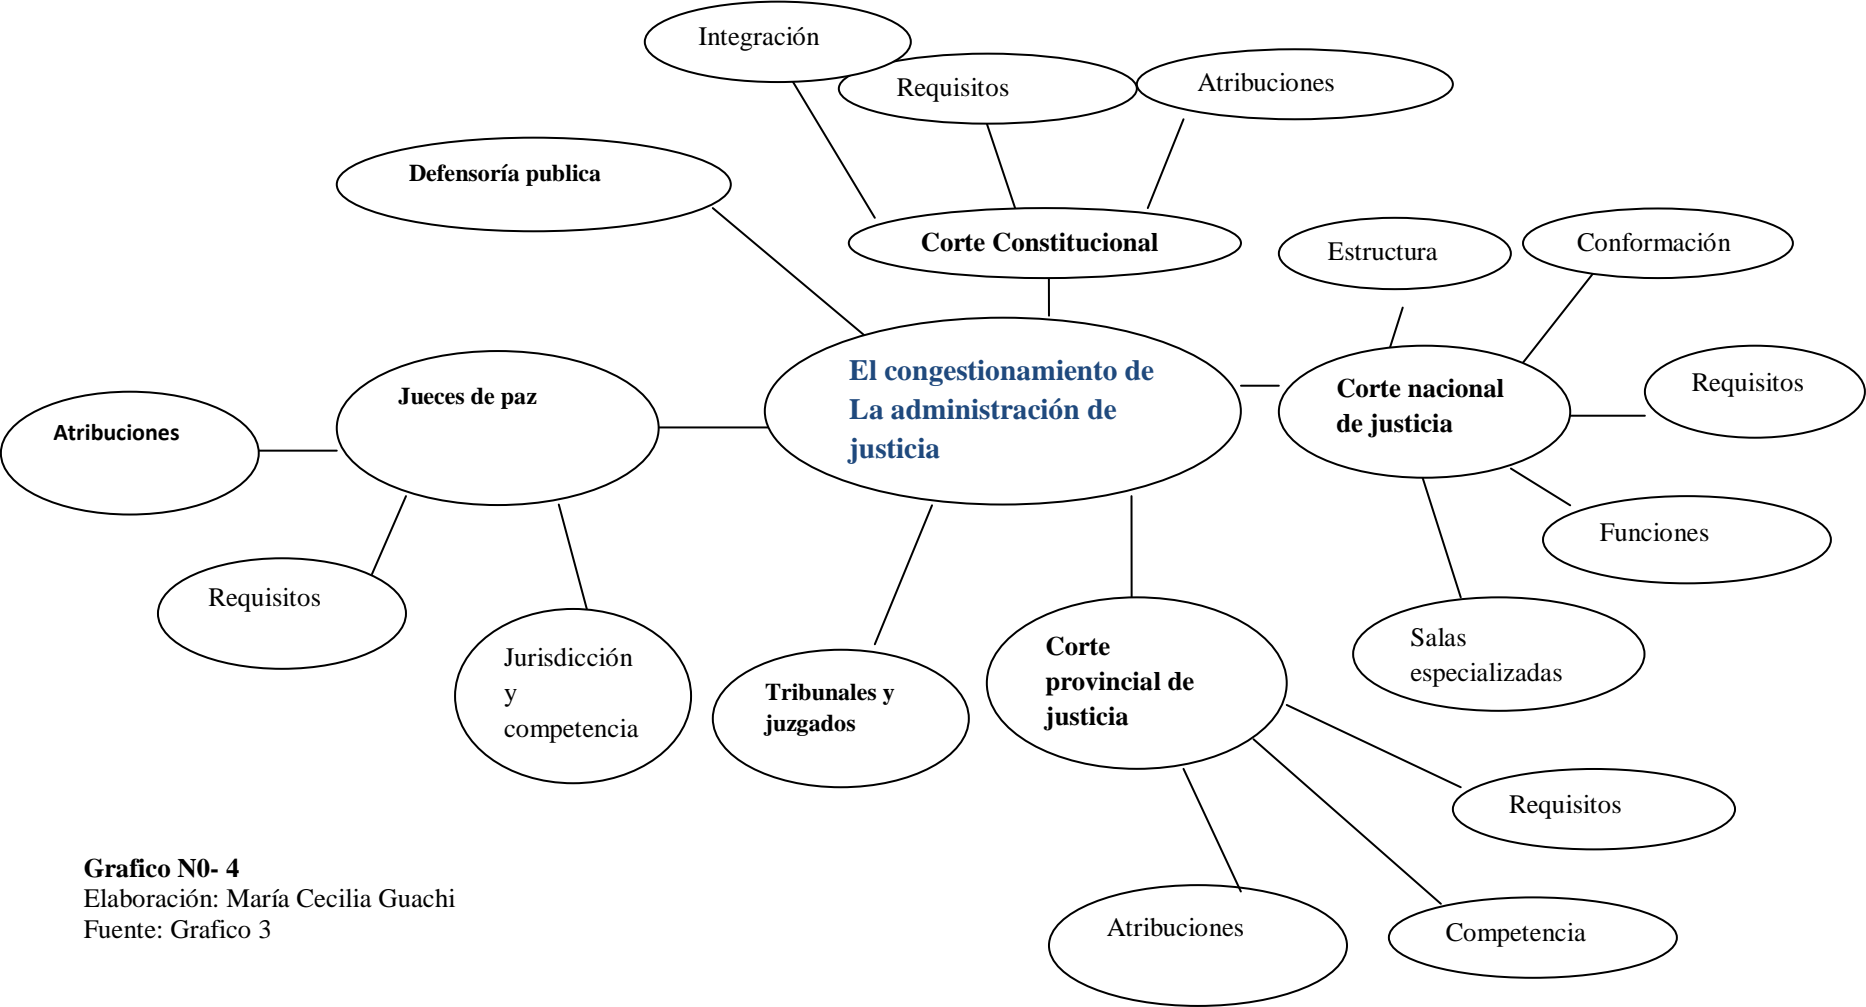 Integración
Requisitos
Atribuciones
Defensoría publica
Corte Constitucional
Estructura
Conformación
El congestionamiento de
La administración de
justicia
Corte nacional
de justicia
Requisitos
Jueces de paz
Atribuciones
Funciones
Requisitos
Jurisdicción
y
competencia
Tribunales y
juzgados
Corte
provincial de
justicia
Salas
especializadas
Requisitos
Atribuciones
Competencia
Grafico N0- 4
Elaboración: María Cecilia Guachi
Fuente: Grafico 3